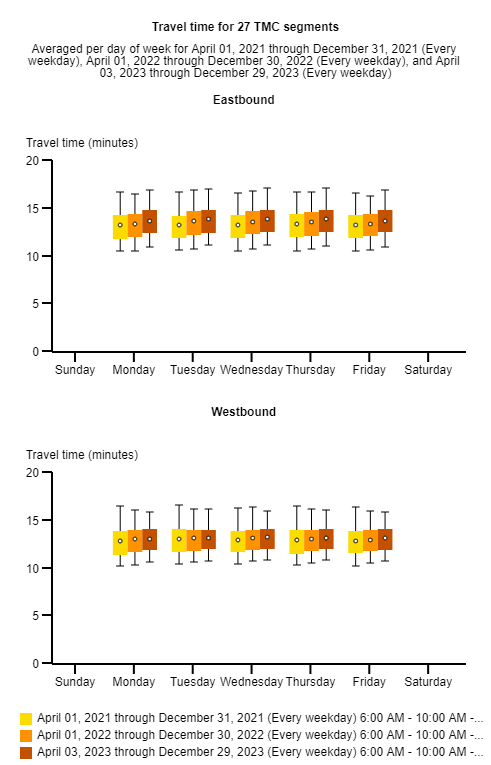 Travel time for 27 TMC segments
Averaged per day of week for April 01, 2021 through December 31, 2021 (Every
weekday), April 01, 2022 through December 30, 2022 (Every weekday), and April
03, 2023 through December 29, 2023 (Every weekday)
Eastbound
Travel time (minutes)
20
15
10
5
0
Sunday Monday Tuesday Wednesday Thursday Friday Saturday
Westbound
Travel time (minutes)
20
15
10
5
0
Sunday Monday Tuesday Wednesday Thursday Friday Saturday
April 01, 2021 through December 31, 2021 (Every weekday) 6:00 AM - 10:00 AM -...
April 01, 2022 through December 30, 2022 (Every weekday) 6:00 AM - 10:00 AM -...
April 03, 2023 through December 29, 2023 (Every weekday) 6:00 AM - 10:00 AM -...